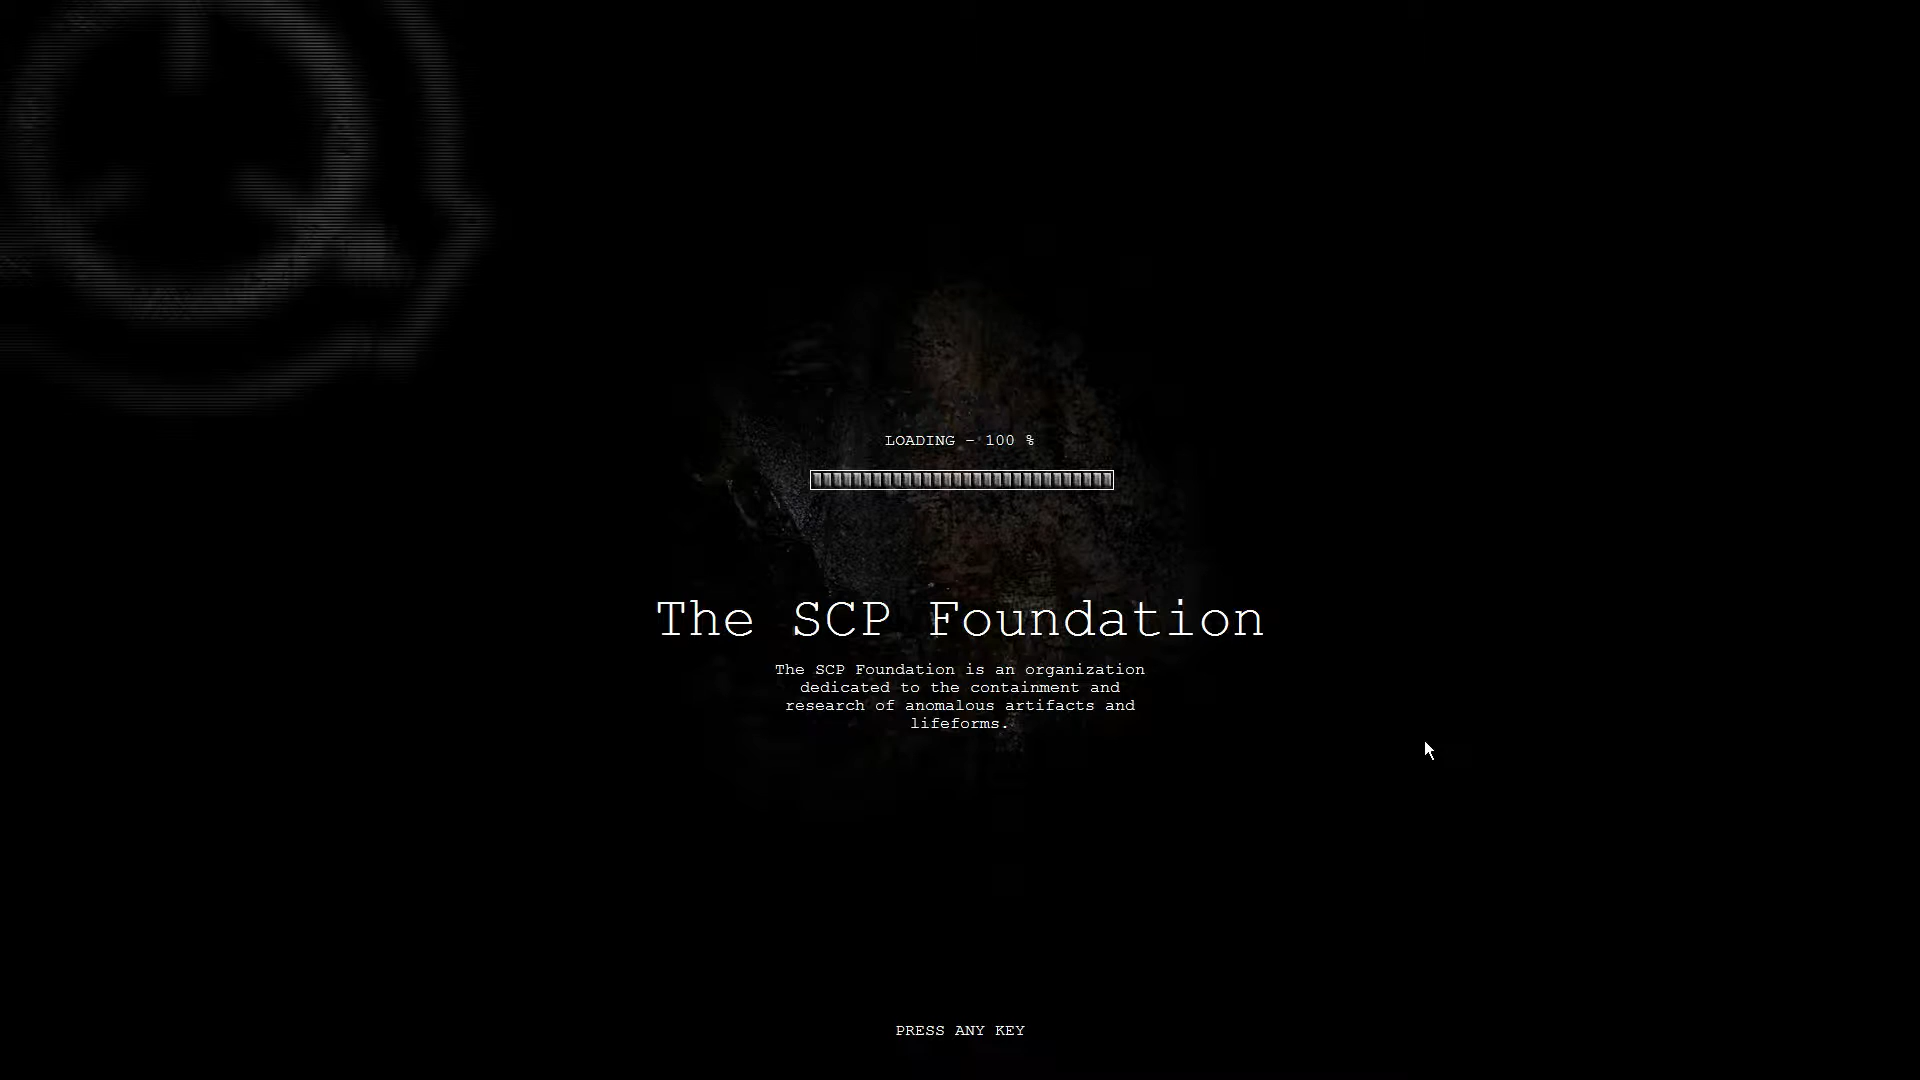 LOADING - 100 %
The SCP Foundation
The SCP Foundation is an organization
dedicated to the containment and
research of anomalous artifacts and
lifeforms.
PRESS ANY KEY